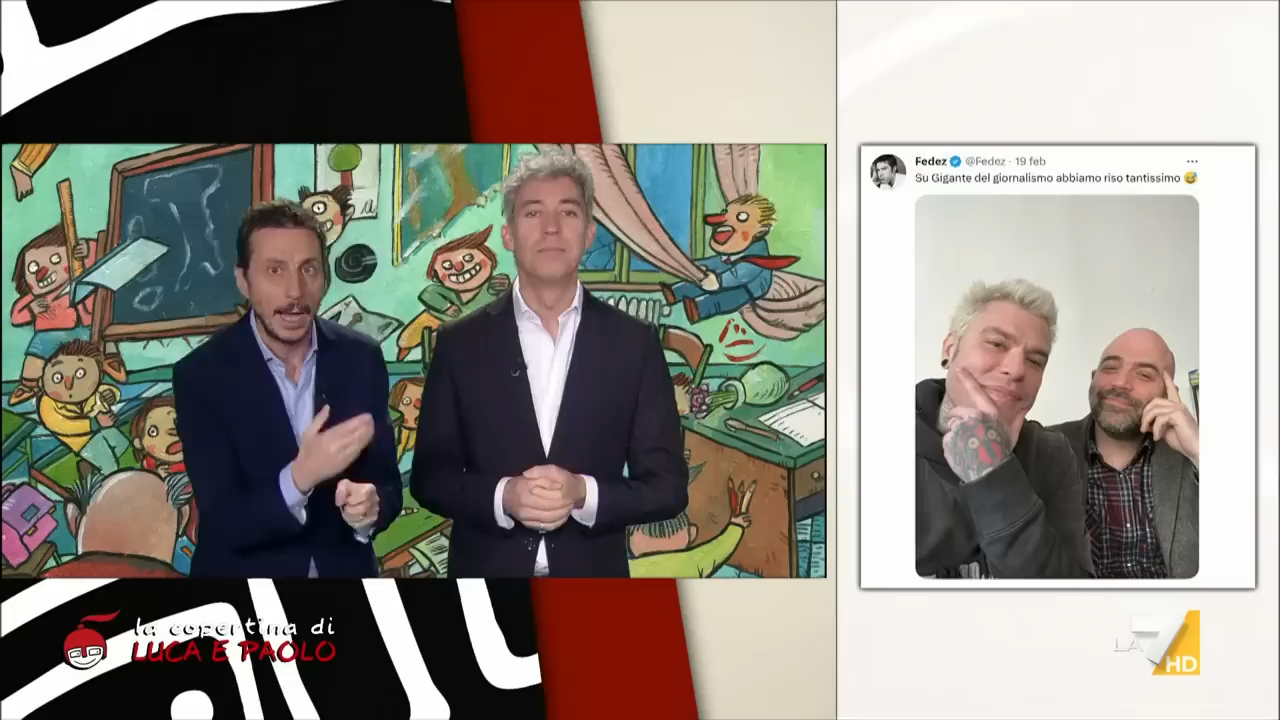 Fedez @Fedez · 19 feb
Su Gigante del giornalismo abbiamo riso tantissimo 😅
la copertina di
LUCA E PAOLO
LA7
HD